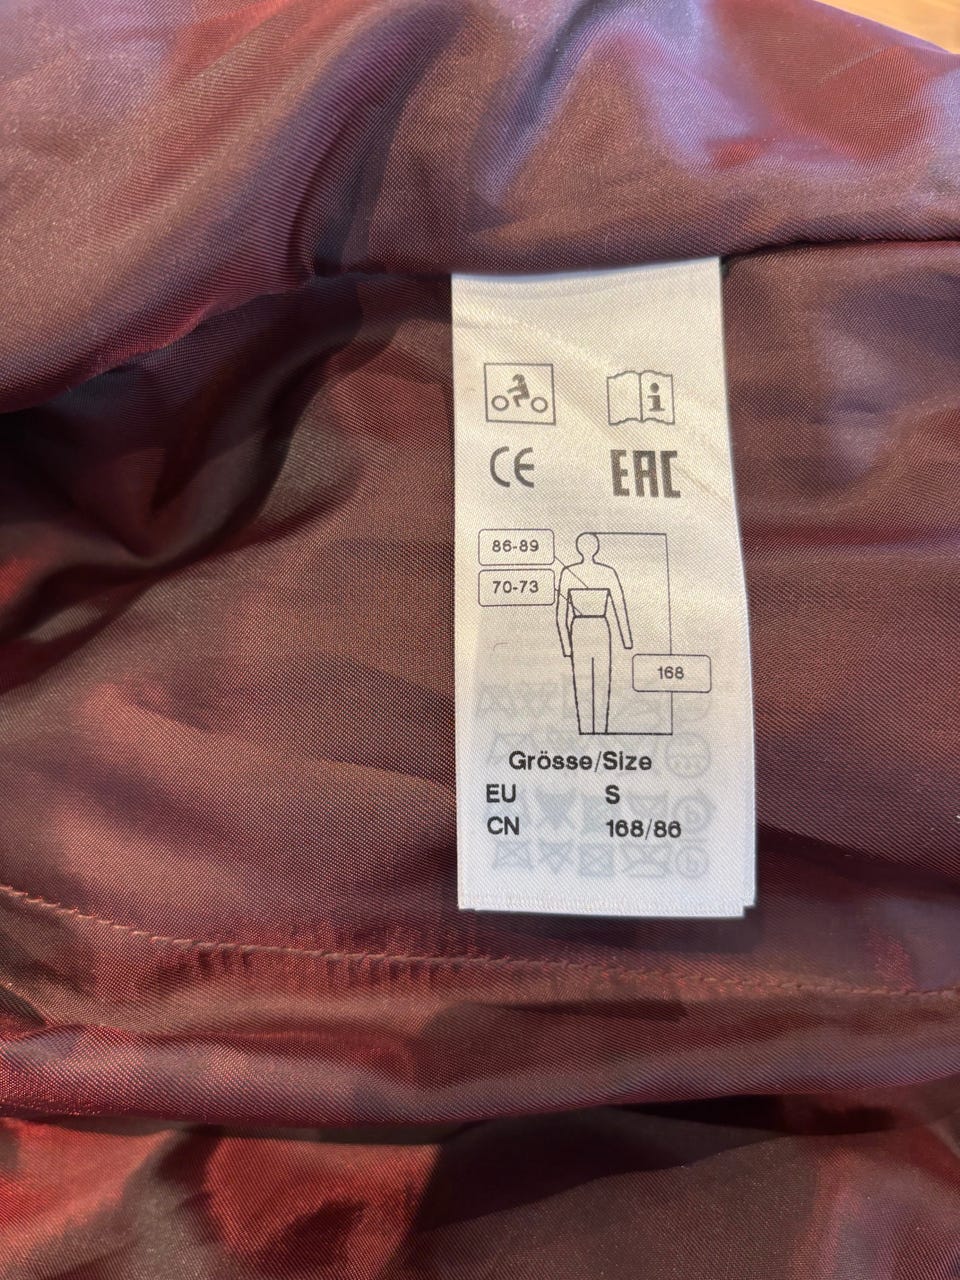 i
CE EAC
86-89
70-73
168
Grösse/Size
EU S
CN 168/86